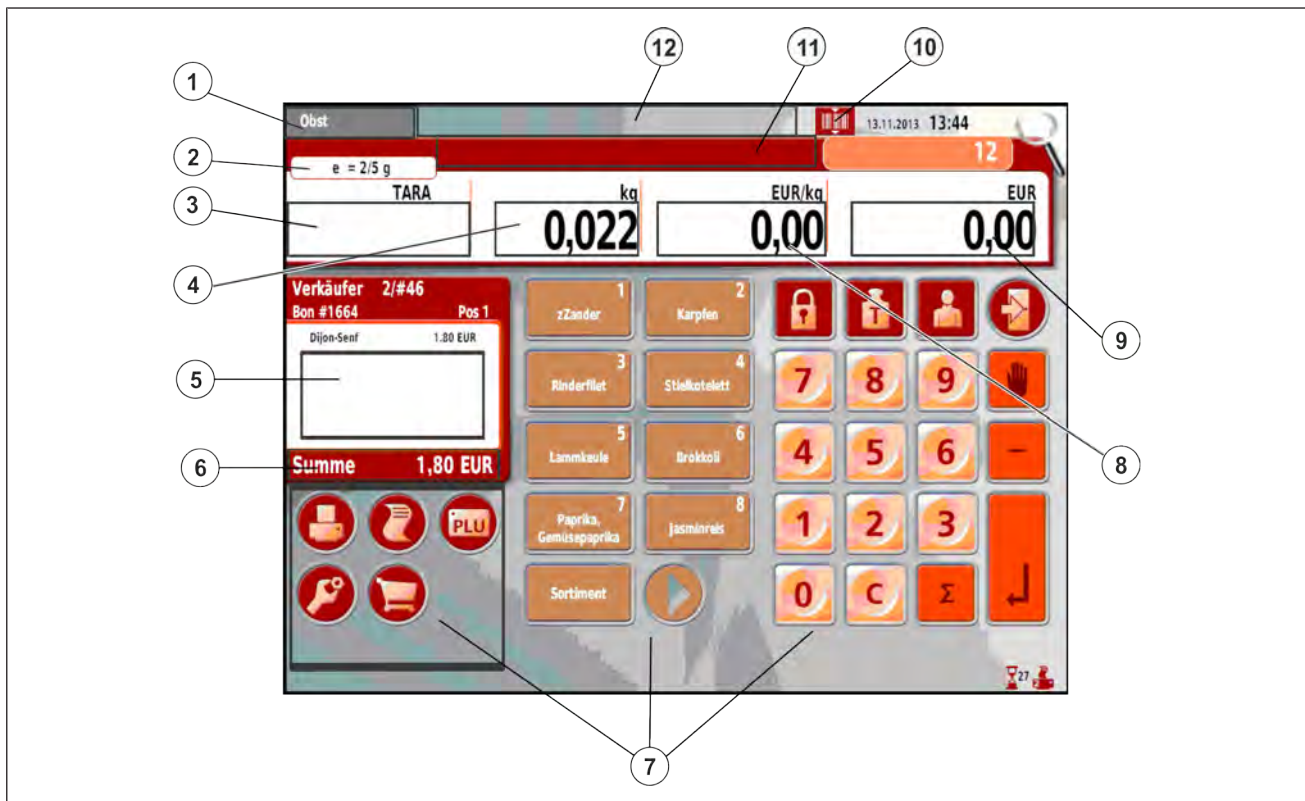 12
11
10
1
Obst
13.11.2013 13:44
2
e = 2/5 g
12
3
TARA
kg
EUR/kg
EUR
0,022
0,00
0,00
4
Verkäufer 2/#46
Bon #1664 Pos 1
Dijon-Senf 1.80 EUR
5
6
Summe 1,80 EUR
PLU
1
zZander
2
Karpfen
3
Rinderfilet
4
Stielkotelett
5
Lammkeule
6
Brokkoli
7
Paprika,
Gemüsepaprika
8
Jasminreis
Sortiment
T
7 8 9
4 5 6 −
1 2 3
0 C Σ
9
8
27
7